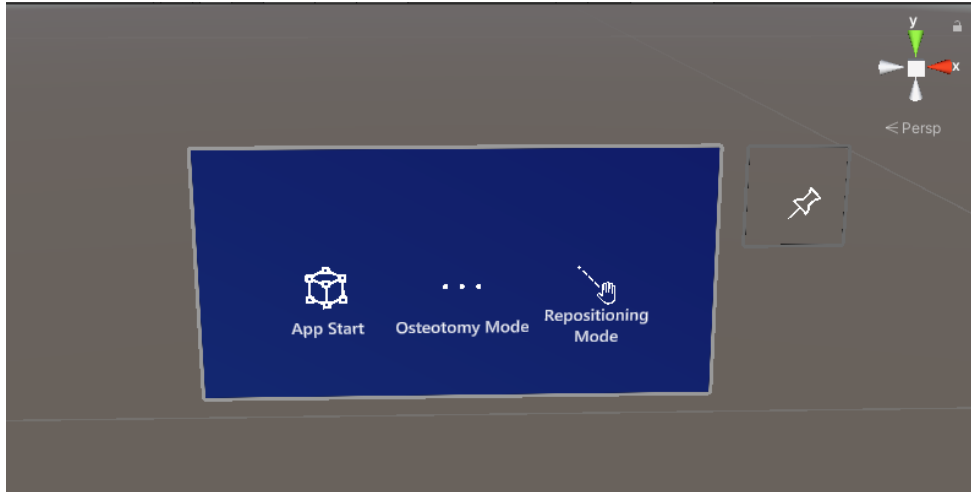 y
x
< Persp
App Start
Osteotomy Mode
Repositioning
Mode